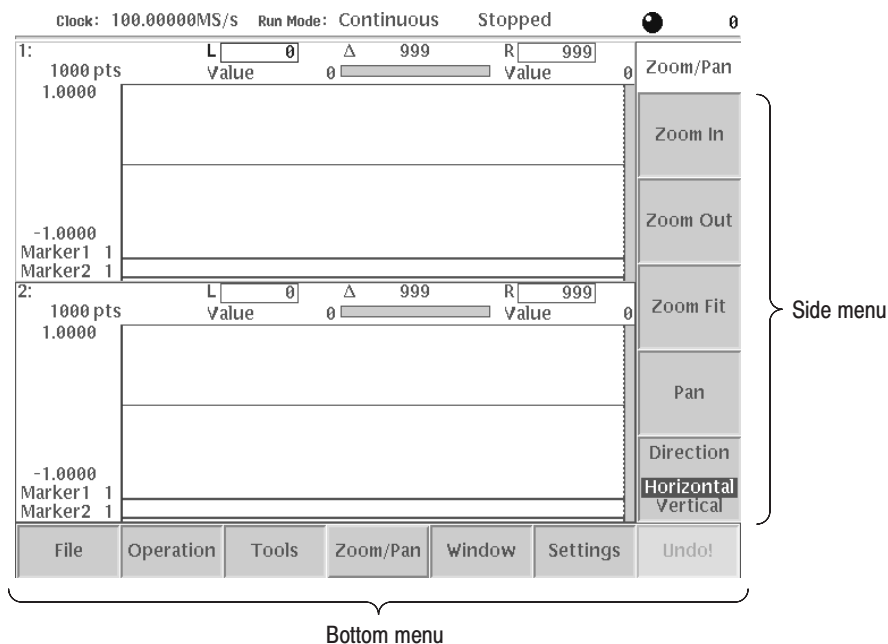 Clock: 100.00000MS/s Run Mode: Continuous Stopped 0
1: L 0 Δ 999 R 999
1000 pts Value 0 Value 0
1.0000
-1.0000
Marker1 1
Marker2 1
2: L 0 Δ 999 R 999
1000 pts Value 0 Value 0
1.0000
-1.0000
Marker1 1
Marker2 1
Zoom/Pan
Zoom In
Zoom Out
Zoom Fit
Pan
Direction
Horizontal
Vertical
Side menu
File Operation Tools Zoom/Pan Window Settings Undo!
Bottom menu